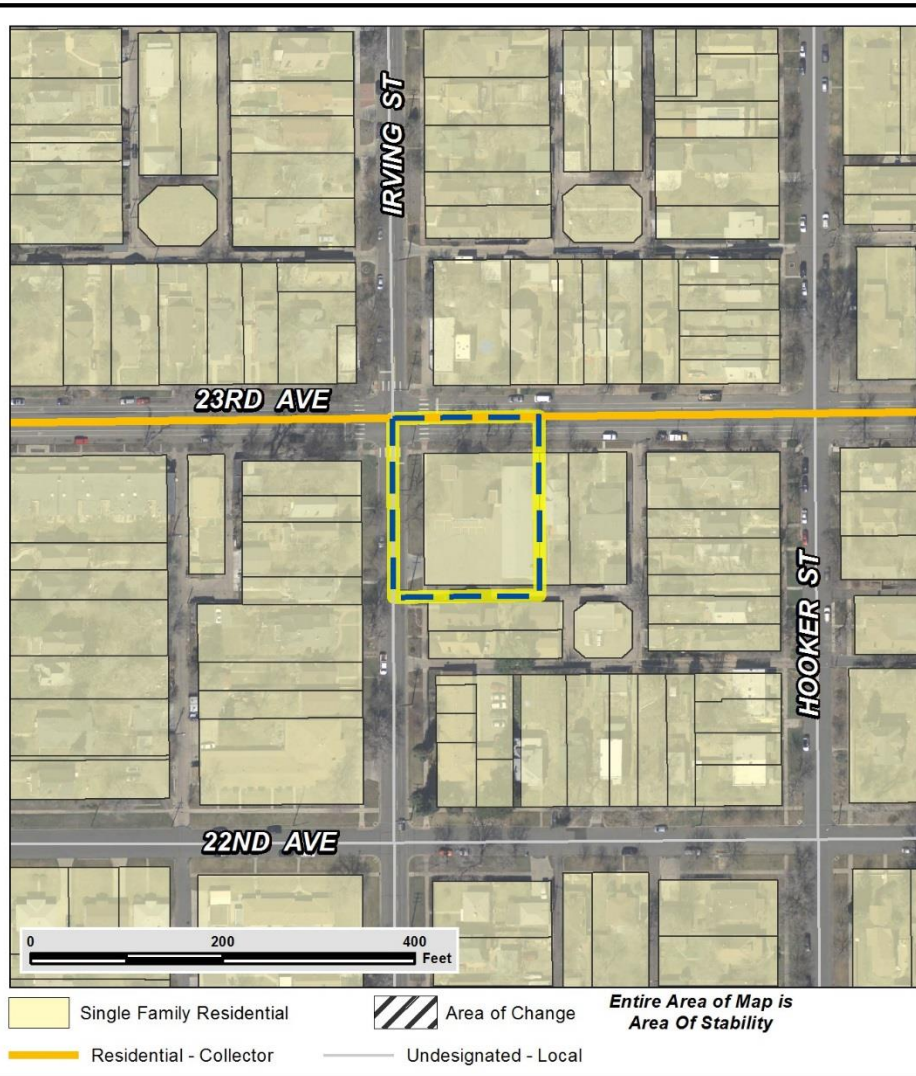 IRVING ST
23RD AVE
HOOKER ST
22ND AVE
0 200 400
Feet
Single Family Residential
Area of Change
Entire Area of Map is
Area Of Stability
Residential - Collector
Undesignated - Local